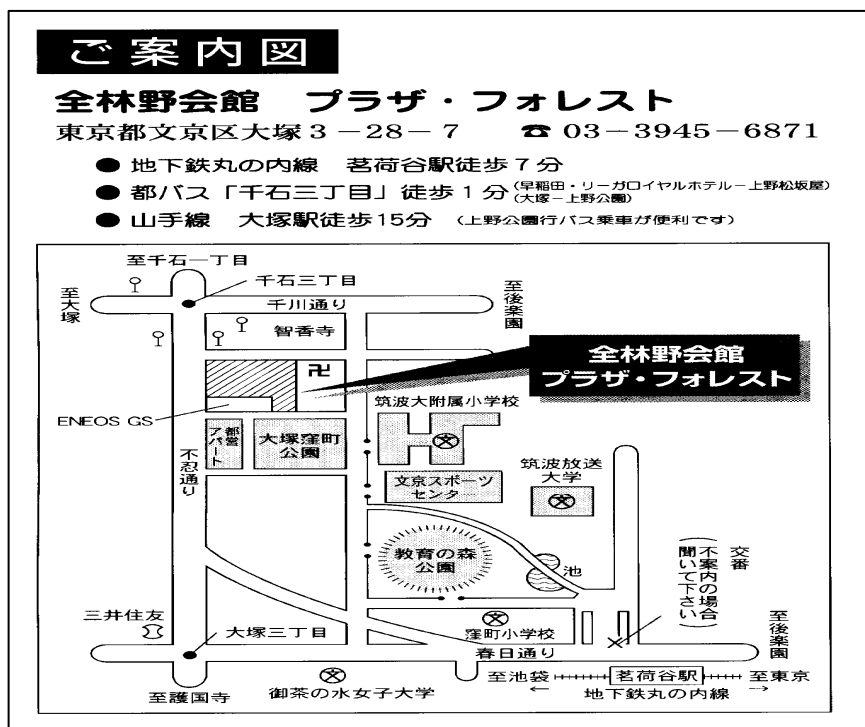 ご案内図
全林野会館 プラザ・フォレスト
東京都文京区大塚3-28-7 ☎ 03-3945-6871
● 地下鉄丸の内線 茗荷谷駅徒歩7分
● 都バス「千石三丁目」徒歩1分(早稲田・リーガロイヤルホテル-上野松坂屋)
(大塚-上野公園)
● 山手線 大塚駅徒歩15分 (上野公園行バス乗車が便利です)
至千石一丁目
千石三丁目
至大塚
千川通り
至後楽園
智香寺
卍
全林野会館
プラザ・フォレスト
ENEOS GS
筑波大附属小学校
都営
アパート
大塚窪町
公園
不忍通り
文京スポーツ
センター
筑波放送
大学
教育の森
公園
池
交番
(不案内の場合
聞いて下さい)
三井住友
大塚三丁目
窪町小学校
春日通り
至後楽園
至護国寺
御茶の水女子大学
至池袋
←
茗荷谷駅
至東京
→
地下鉄丸の内線